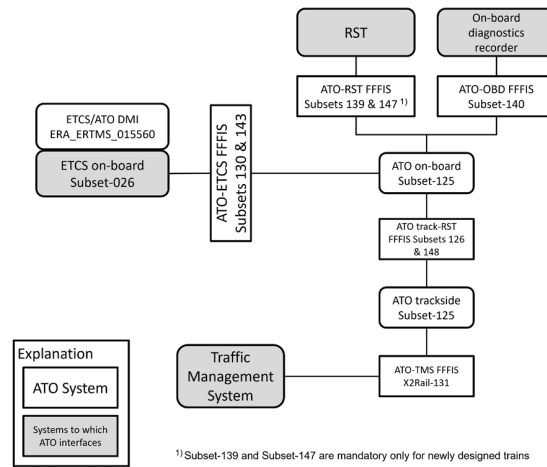 RST
On-board
diagnostics
recorder
ATO-RST FFFIS
Subsets 139 & 147 1)
ATO-OBD FFFIS
Subset-140
ETCS/ATO DMI
ERA_ERTMS_015560
ETCS on-board
Subset-026
ATO-ETCS FFFIS
Subsets 130 & 143
ATO on-board
Subset-125
ATO track-RST
FFFIS Subsets 126
& 148
ATO trackside
Subset-125
Explanation
ATO System
Systems to which
ATO interfaces
Traffic
Management
System
ATO-TMS FFFIS
X2Rail-131
1) Subset-139 and Subset-147 are mandatory only for newly designed trains